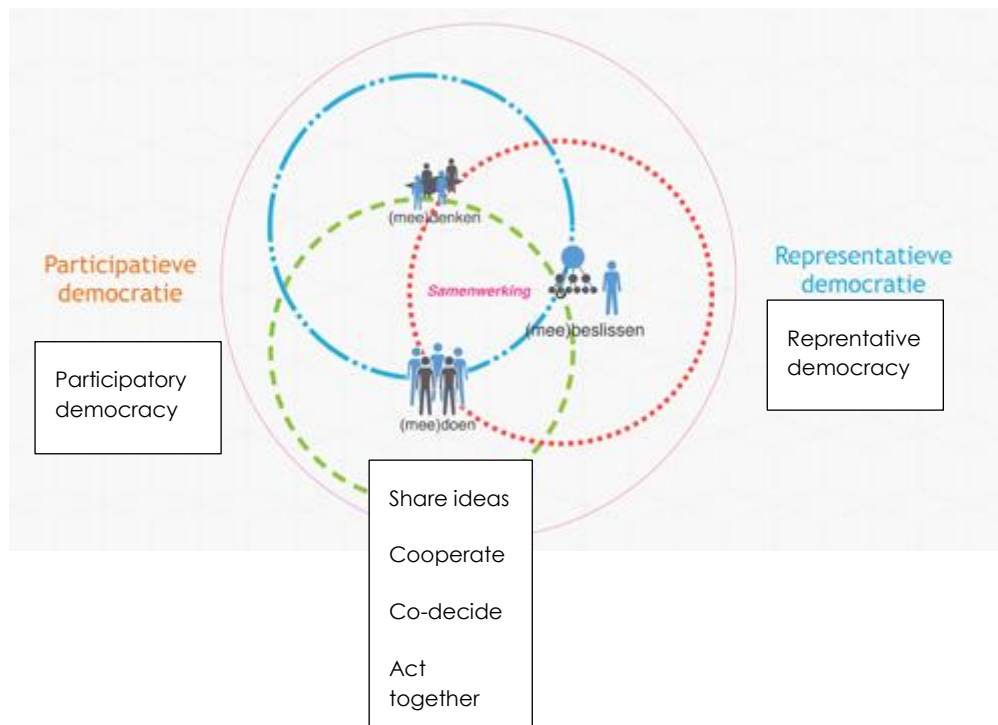 (mee)denken
Participatieve
democratie
Representatieve
democratie
Samenwerking
(mee)beslissen
Participatory
democracy
Reprentative
democracy
(mee)doen
Share ideas
Cooperate
Co-decide
Act
together